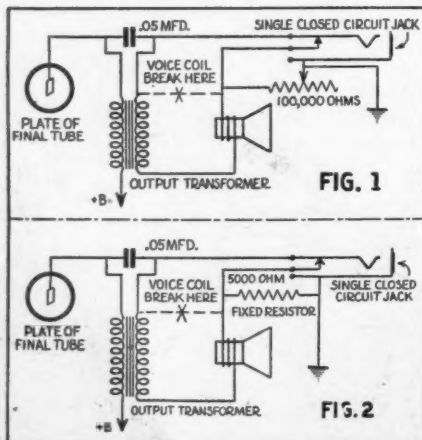 .05 MFD.
SINGLE CLOSED
CIRCUIT JACK
VOICE COIL
BREAK HERE
PLATE OF
FINAL TUBE
100,000 OHMS
+B-
OUTPUT TRANSFORMER
FIG. 1
.05 MFD.
VOICE COIL
BREAK HERE
5000 OHM
FIXED RESISTOR
SINGLE CLOSED
CIRCUIT JACK
PLATE OF
FINAL TUBE
+B
OUTPUT TRANSFORMER
FIG. 2